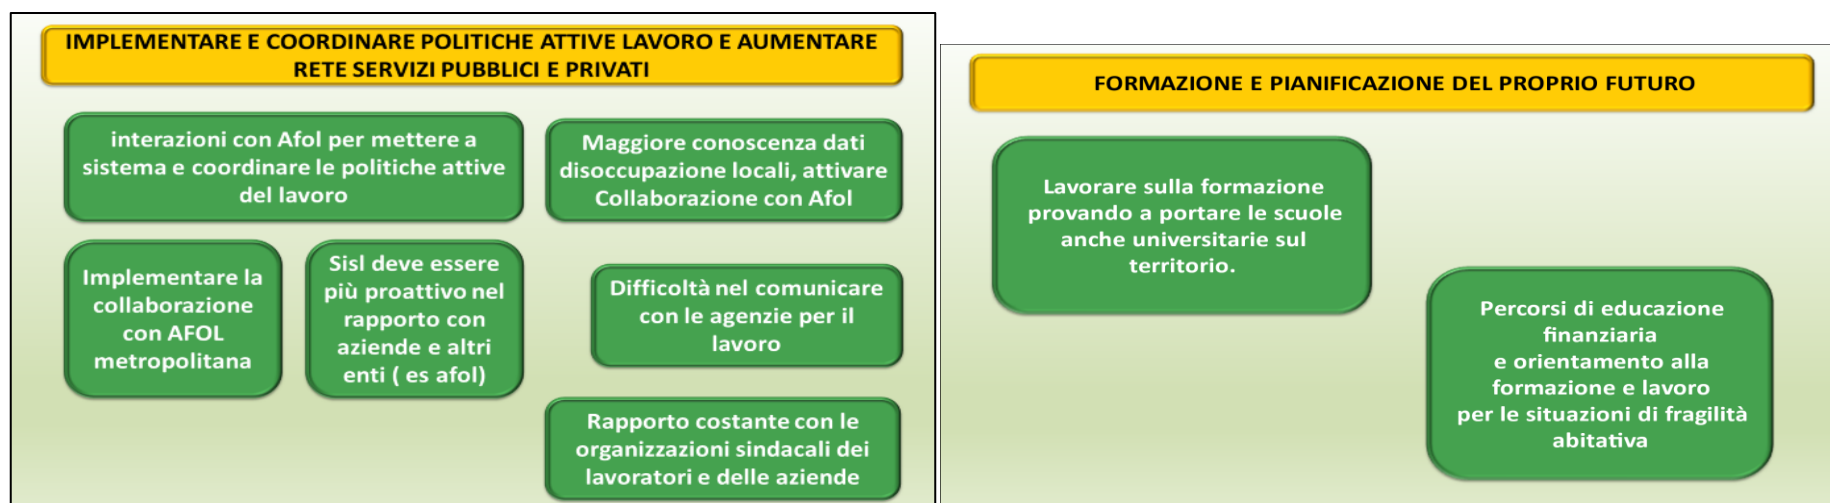 IMPLEMENTARE E COORDINARE POLITICHE ATTIVE LAVORO E AUMENTARE
RETE SERVIZI PUBBLICI E PRIVATI
interazioni con Afol per mettere a
sistema e coordinare le politiche attive
del lavoro
Maggiore conoscenza dati
disoccupazione locali, attivare
Collaborazione con Afol
Implementare la
collaborazione
con AFOL
metropolitana
Sisl deve essere
più proattivo nel
rapporto con
aziende e altri
enti ( es afol)
Difficoltà nel comunicare
con le agenzie per il
lavoro
Rapporto costante con le
organizzazioni sindacali dei
lavoratori e delle aziende
FORMAZIONE E PIANIFICAZIONE DEL PROPRIO FUTURO
Lavorare sulla formazione
provando a portare le scuole
anche universitarie sul
territorio.
Percorsi di educazione
finanziaria
e orientamento alla
formazione e lavoro
per le situazioni di fragilità
abitativa